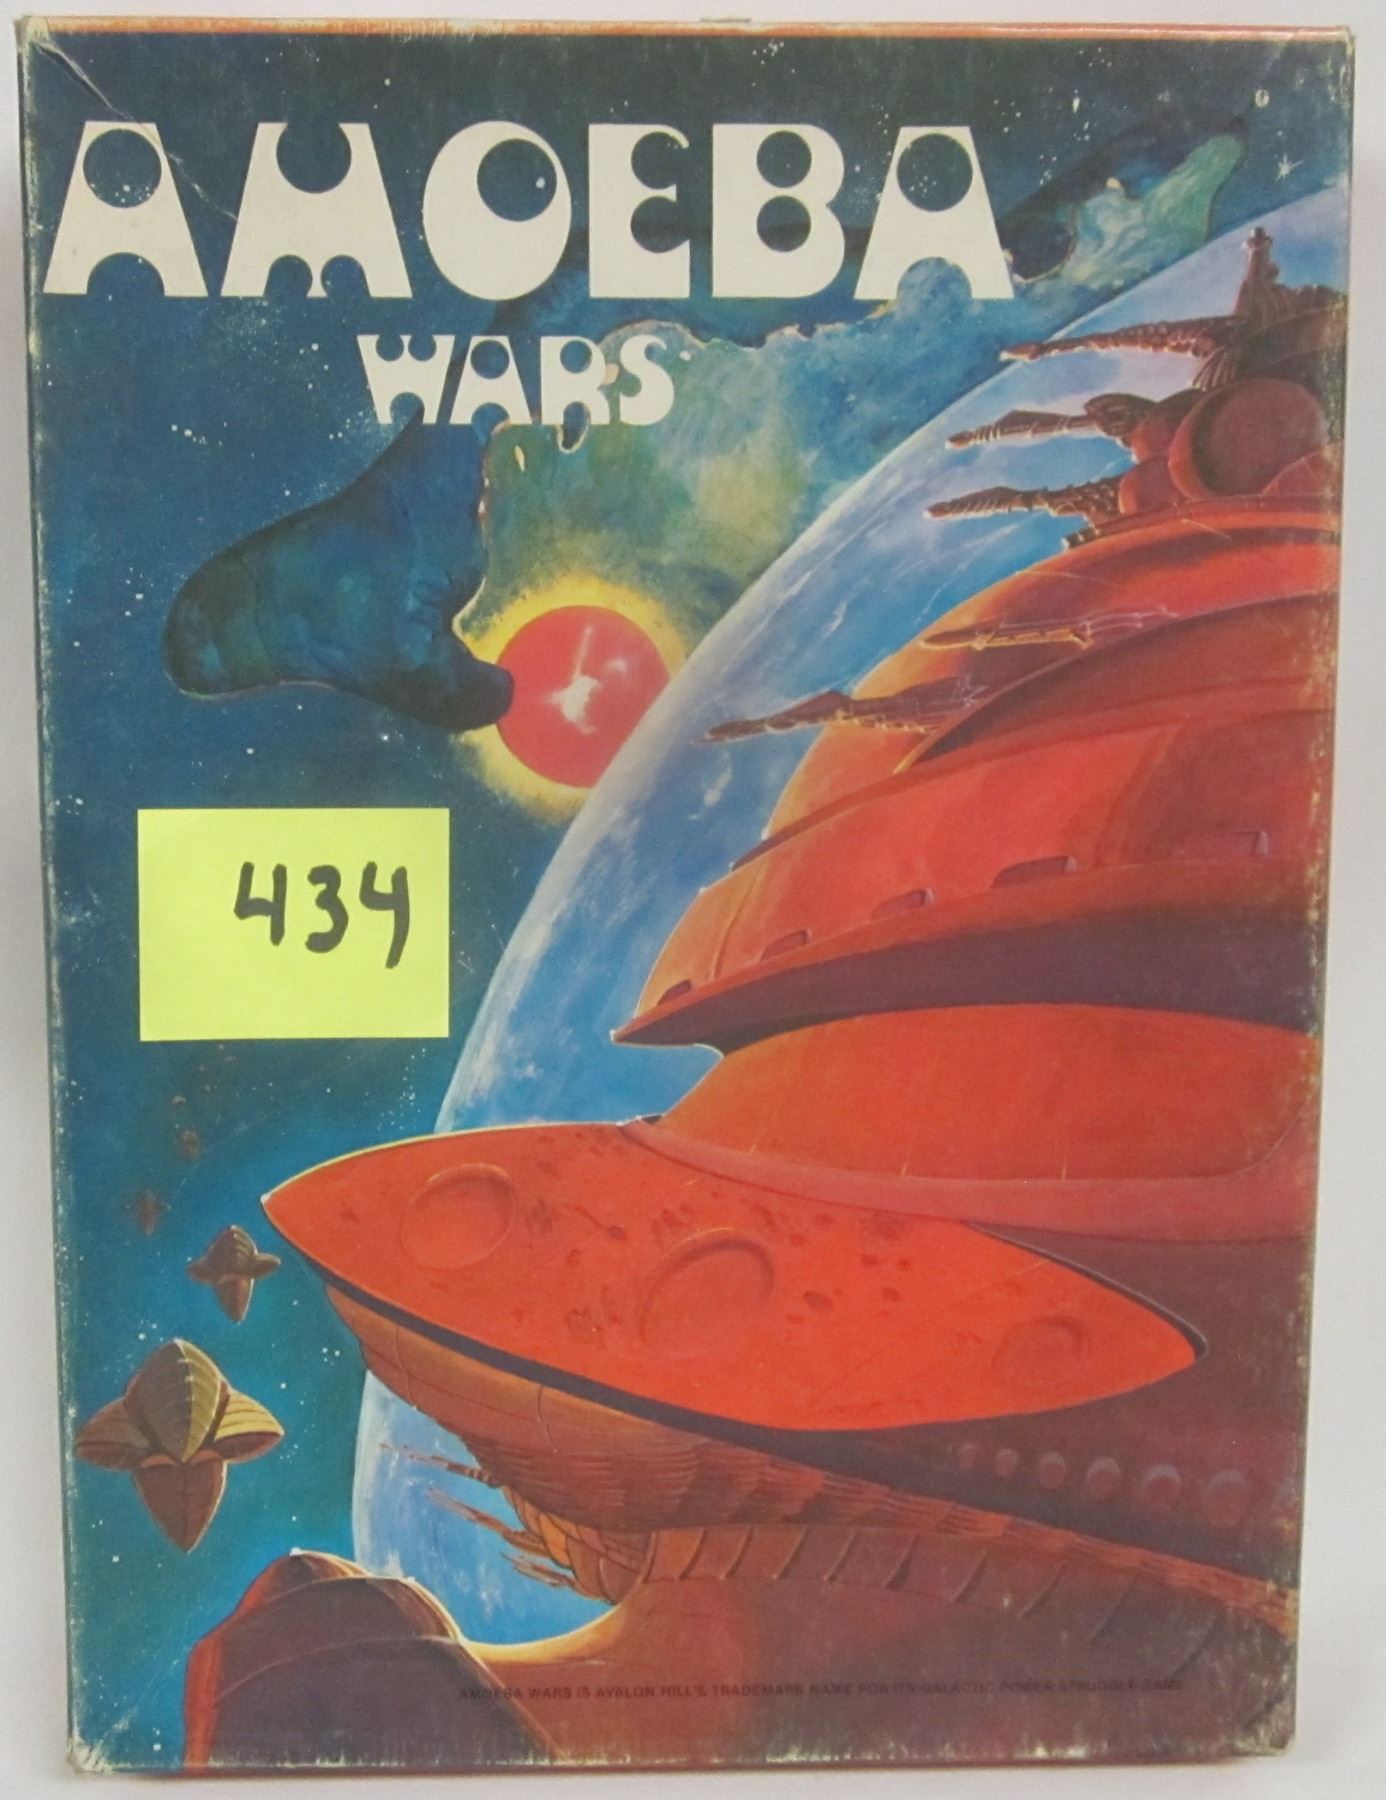 AMOEBA
WARS
434
AMOEBA WARS IS AVALON HILL'S TRADEMARK NAME FOR ITS GALACTIC POWER STRUGGLE GAME